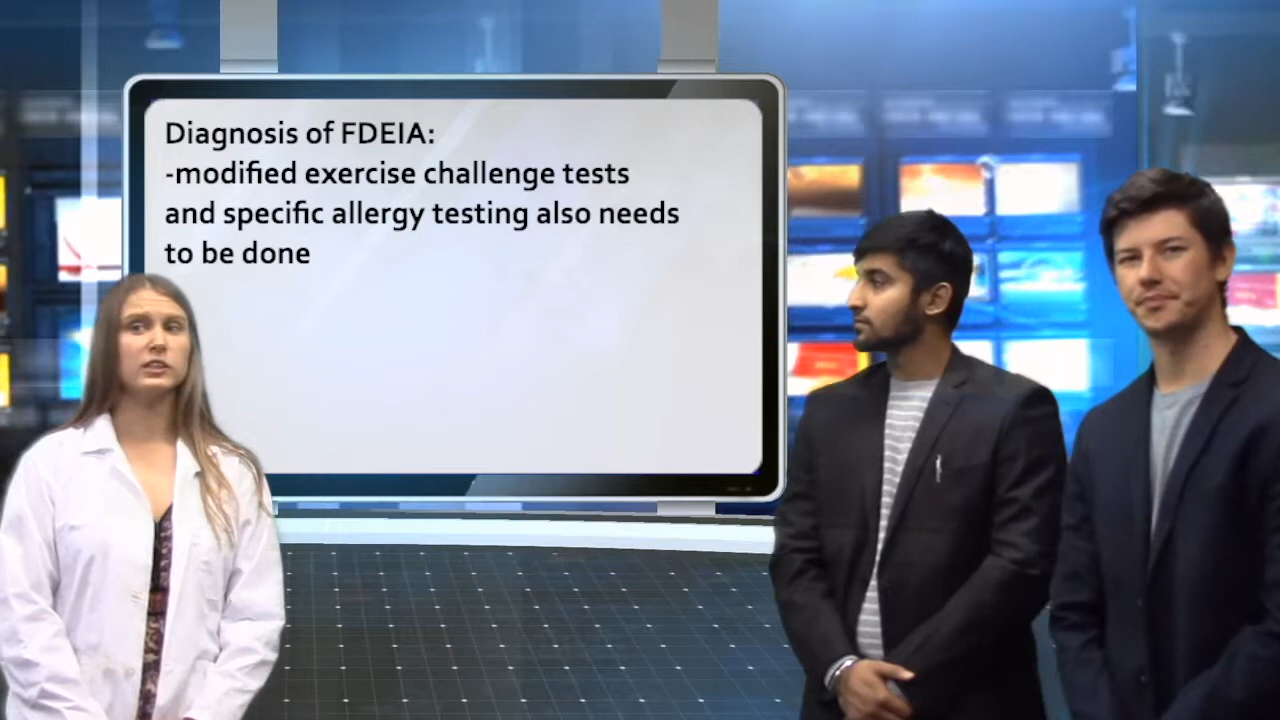 Diagnosis of FDEIA:
-modified exercise challenge tests
and specific allergy testing also needs
to be done